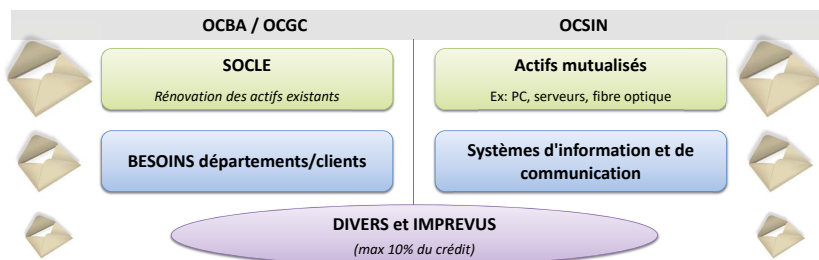 OCBA / OCGC
OCSIN
SOCLE
Rénovation des actifs existants
Actifs mutualisés
Ex: PC, serveurs, fibre optique
BESOINS départements/clients
Systèmes d'information et de
communication
DIVERS et IMPREVUS
(max 10% du crédit)